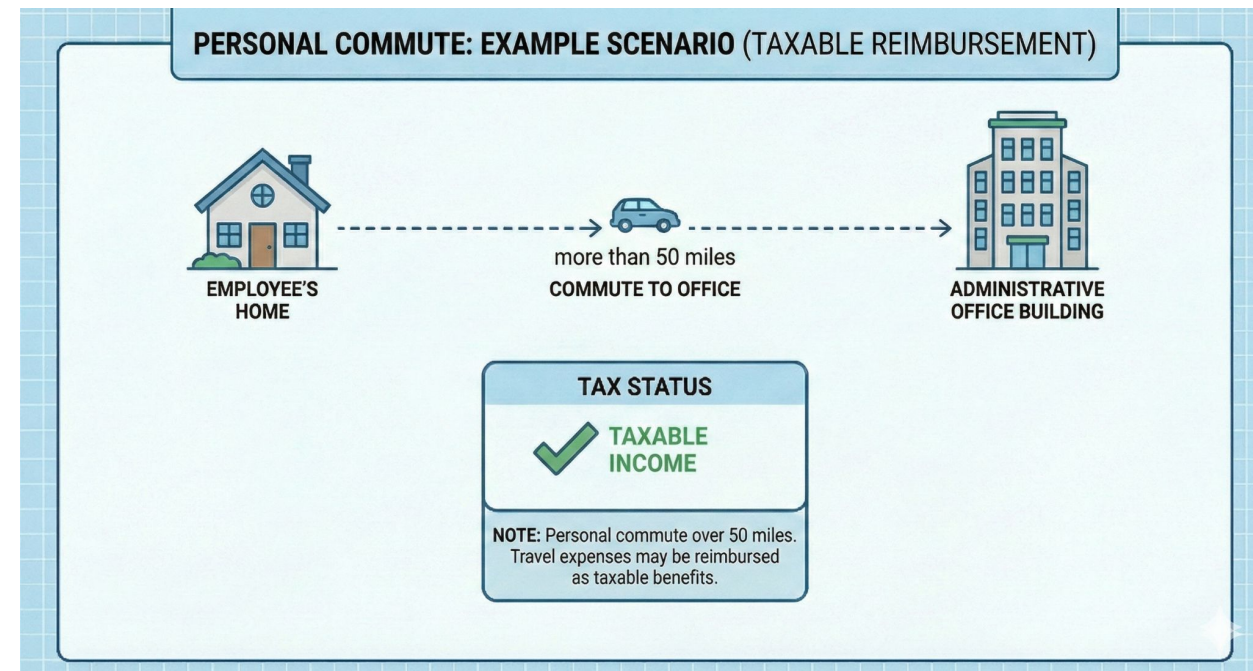 PERSONAL COMMUTE: EXAMPLE SCENARIO (TAXABLE REIMBURSEMENT)
more than 50 miles
COMMUTE TO OFFICE
EMPLOYEE'S
HOME
ADMINISTRATIVE
OFFICE BUILDING
TAX STATUS
TAXABLE
INCOME
NOTE: Personal commute over 50 miles.
Travel expenses may be reimbursed
as taxable benefits.